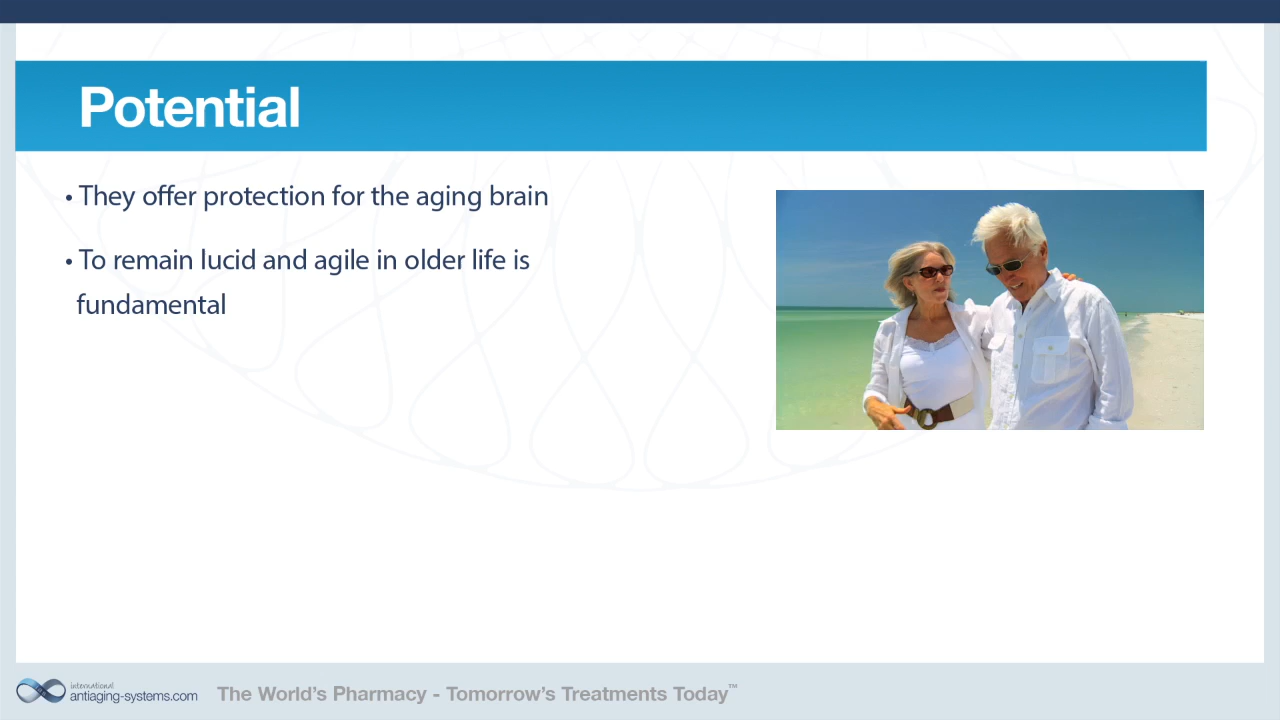 Potential
• They offer protection for the aging brain
• To remain lucid and agile in older life is
fundamental
international
antiaging-systems.com
The World's Pharmacy - Tomorrow's Treatments Today™